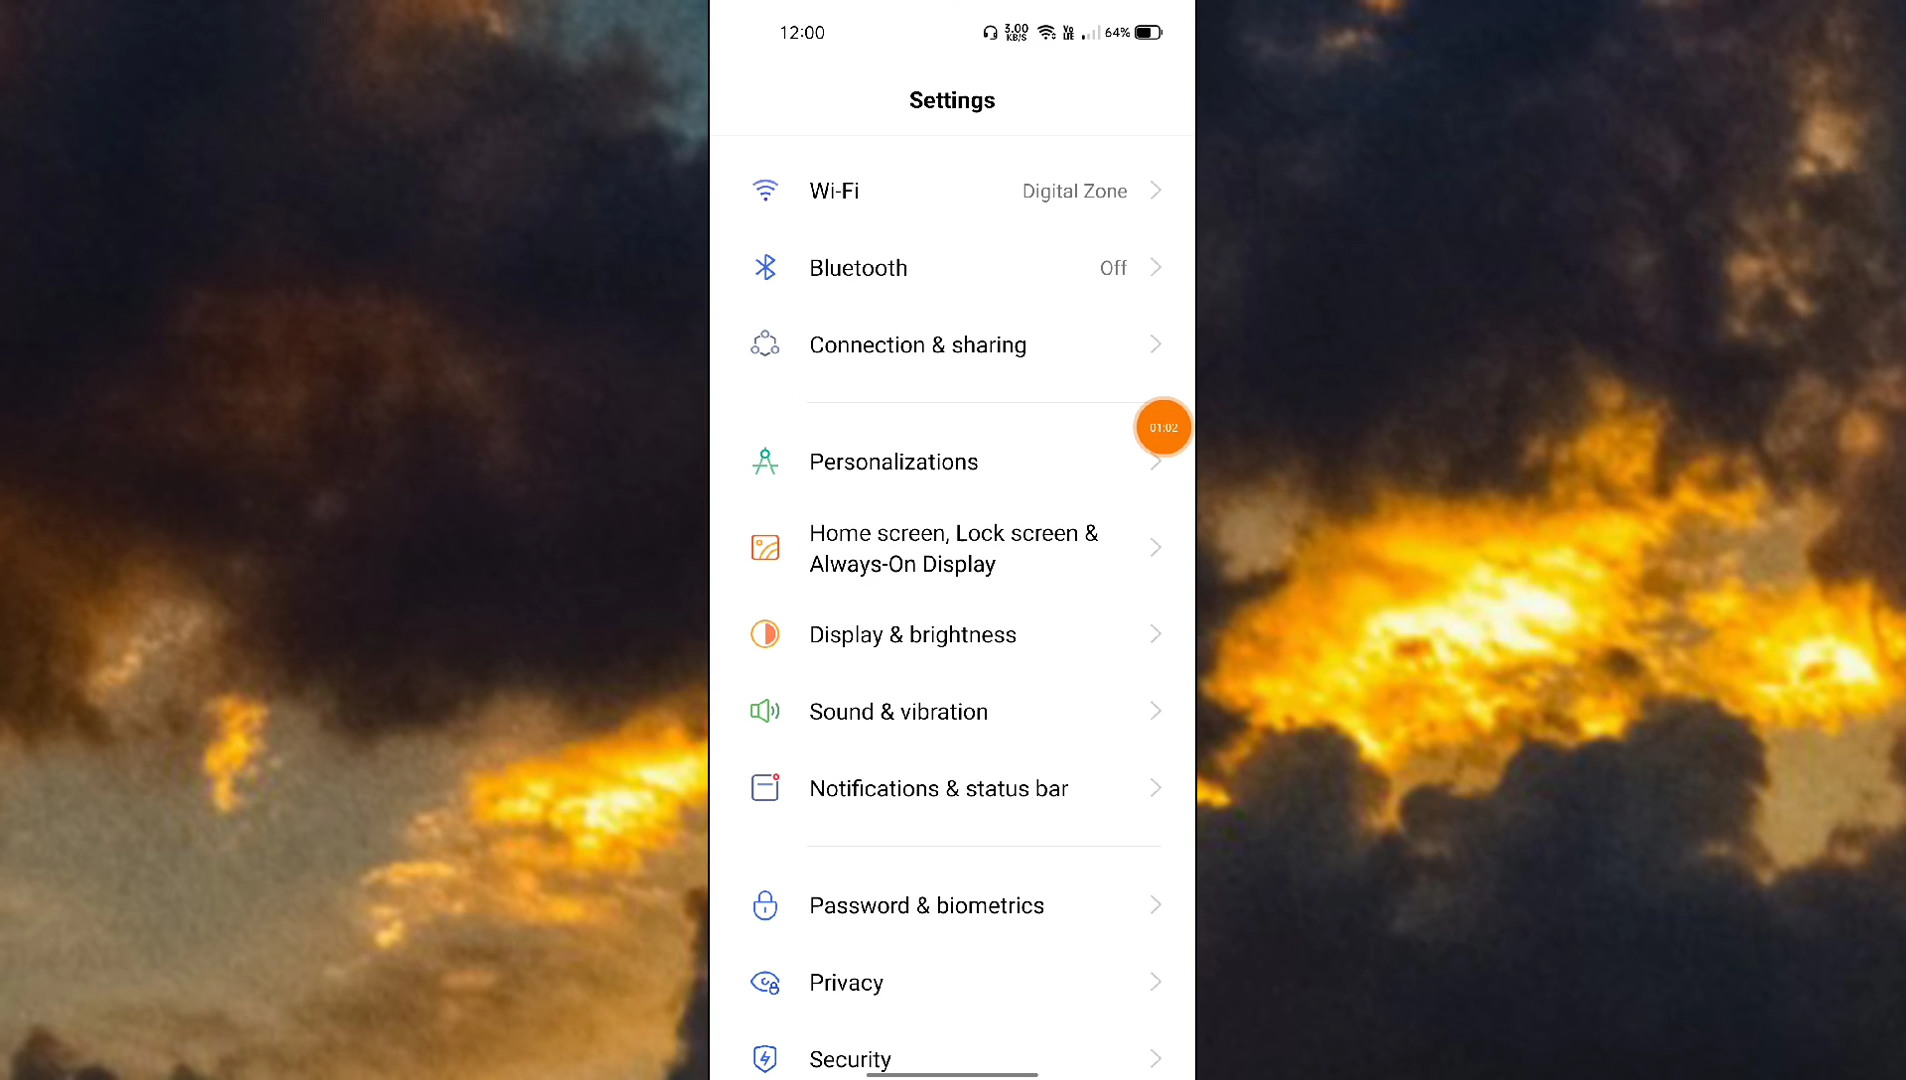 12:00
3.00
KB/S
64%
Settings
Wi-Fi
Digital Zone
Bluetooth
Off
Connection & sharing
01:02
Personalizations
Home screen, Lock screen &
Always-On Display
Display & brightness
Sound & vibration
Notifications & status bar
Password & biometrics
Privacy
Security